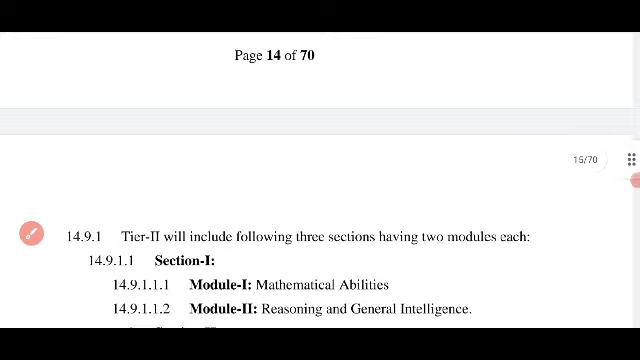 Page 14 of 70
15/70
14.9.1 Tier-II will include following three sections having two modules each:
14.9.1.1 Section-I:
14.9.1.1.1 Module-I: Mathematical Abilities
14.9.1.1.2 Module-II: Reasoning and General Intelligence.